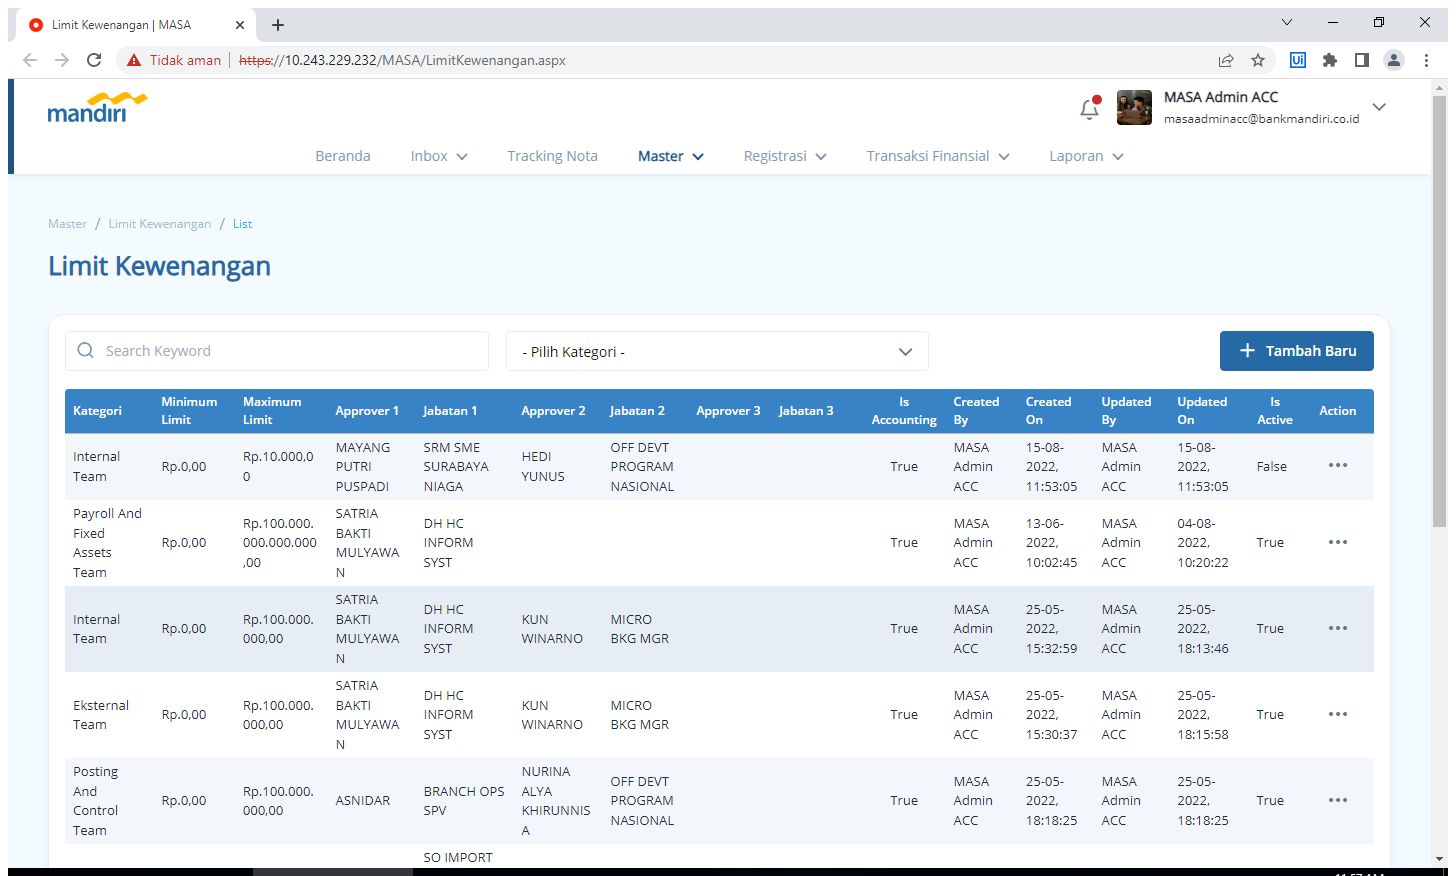 Limit Kewenangan | MASA
Tidak aman | https://10.243.229.232/MASA/LimitKewenangan.aspx
Ui
mandiri
MASA Admin ACC
masaadminacc@bankmandiri.co.id
Beranda Inbox Tracking Nota Master Registrasi Transaksi Finansial Laporan
Master / Limit Kewenangan / List
Limit Kewenangan
Search Keyword
- Pilih Kategori -
+ Tambah Baru
Kategori Minimum Limit Maximum Limit Approver 1 Jabatan 1 Approver 2 Jabatan 2 Approver 3 Jabatan 3 Is Accounting Created By Created On Updated By Updated On Is Active Action
Internal Team Rp.0,00 Rp.10.000,00 MAYANG PUTRI PUSPADI SRM SME SURABAYA NIAGA HEDI YUNUS OFF DEVT PROGRAM NASIONAL True MASA Admin ACC 15-08-2022, 11:53:05 MASA Admin ACC 15-08-2022, 11:53:05 False
Payroll And Fixed Assets Team Rp.0,00 Rp.100.000.000.000.000,00 SATRIA BAKTI MULYAWAN DH HC INFORM SYST True MASA Admin ACC 13-06-2022, 10:02:45 MASA Admin ACC 04-08-2022, 10:20:22 True
Internal Team Rp.0,00 Rp.100.000.000,00 SATRIA BAKTI MULYAWAN DH HC INFORM SYST KUN WINARNO MICRO BKG MGR True MASA Admin ACC 25-05-2022, 15:32:59 MASA Admin ACC 25-05-2022, 18:13:46 True
Eksternal Team Rp.0,00 Rp.100.000.000,00 SATRIA BAKTI MULYAWAN DH HC INFORM SYST KUN WINARNO MICRO BKG MGR True MASA Admin ACC 25-05-2022, 15:30:37 MASA Admin ACC 25-05-2022, 18:15:58 True
Posting And Control Team Rp.0,00 Rp.100.000.000,00 ASNIDAR BRANCH OPS SPV NURINA ALYA KHIRUNNISA OFF DEVT PROGRAM NASIONAL True MASA Admin ACC 25-05-2022, 18:18:25 MASA Admin ACC 25-05-2022, 18:18:25 True
SO IMPORT